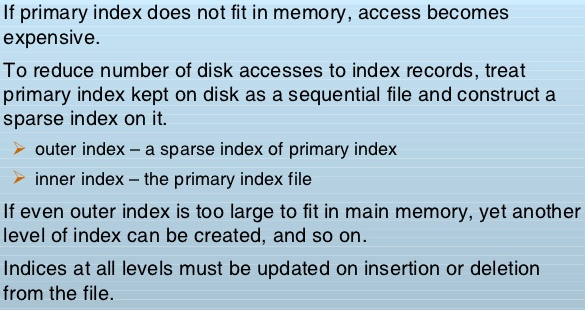 If primary index does not fit in memory, access becomes
expensive.
To reduce number of disk accesses to index records, treat
primary index kept on disk as a sequential file and construct a
sparse index on it.
outer index – a sparse index of primary index
inner index – the primary index file
If even outer index is too large to fit in main memory, yet another
level of index can be created, and so on.
Indices at all levels must be updated on insertion or deletion
from the file.